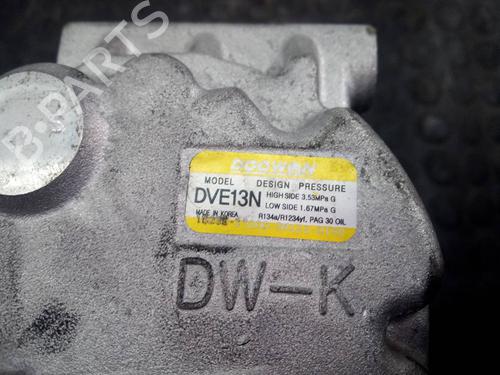 B-PARTS
DOOWON
MODEL DESIGN PRESSURE
DVE13N HIGH SIDE 3.53MPa G
LOW SIDE 1.67MPa G
MADE IN KOREA R134a/R1234yf, PAG 30 OIL
DW-K